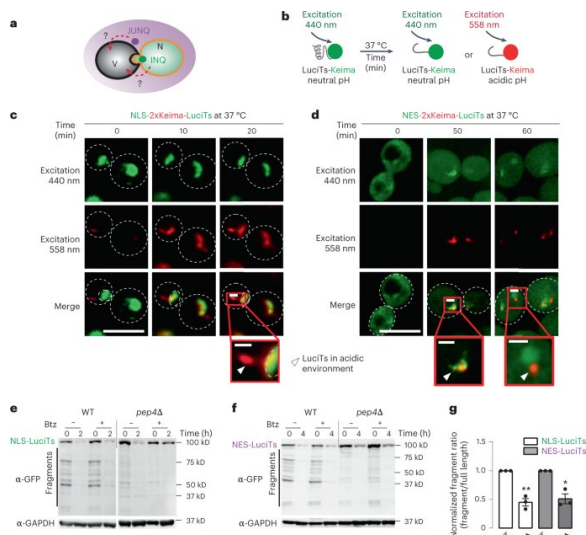 a
JUNQ
?
N
V
?
INQ
b
Excitation 440 nm
Excitation 440 nm
Excitation 558 nm
37 °C
Time (min)
or
LuciTs-Keima neutral pH
LuciTs-Keima neutral pH
LuciTs-Keima acidic pH
c
NLS-2xKeima-LuciTs at 37 °C
Time (min)
0 10 20
Excitation 440 nm
Excitation 558 nm
Merge
LuciTs in acidic environment
d
NES-2xKeima-LuciTs at 37 °C
Time (min)
0 50 60
Excitation 440 nm
Excitation 558 nm
Merge
e
WT pep4Δ
Btz – + – +
0 2 0 2 0 2 0 2 Time (h)
NLS-LuciTs
100 kD
75 kD
50 kD
37 kD
Fragments
α-GFP
α-GAPDH
37 kD
f
WT pep4Δ
Btz – + – +
0 4 0 4 0 4 0 4 Time (h)
NES-LuciTs
100 kD
75 kD
50 kD
37 kD
Fragments
α-GFP
α-GAPDH
37 kD
g
NLS-LuciTs
NES-LuciTs
Normalized fragment ratio (fragment/full length)
1.5
1.0
0.5
0
**
*